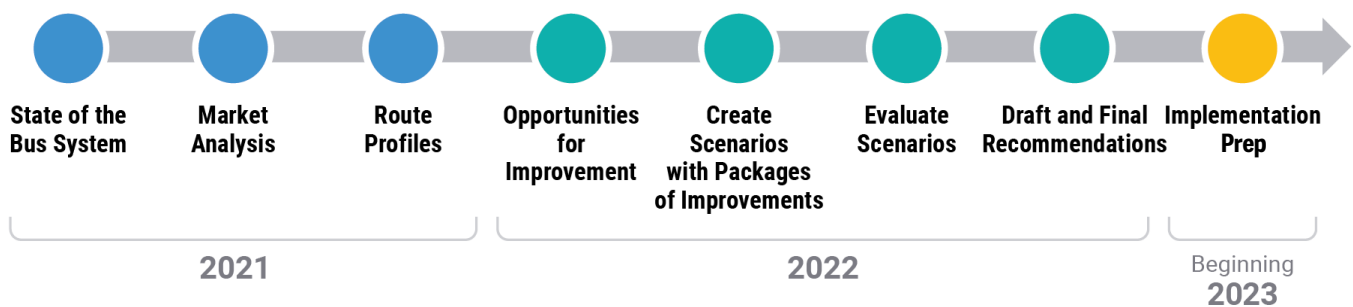 State of the
Bus System
Market
Analysis
Route
Profiles
Opportunities
for
Improvement
Create
Scenarios
with Packages
of Improvements
Evaluate
Scenarios
Draft and Final
Recommendations
Implementation
Prep
2021
2022
Beginning
2023